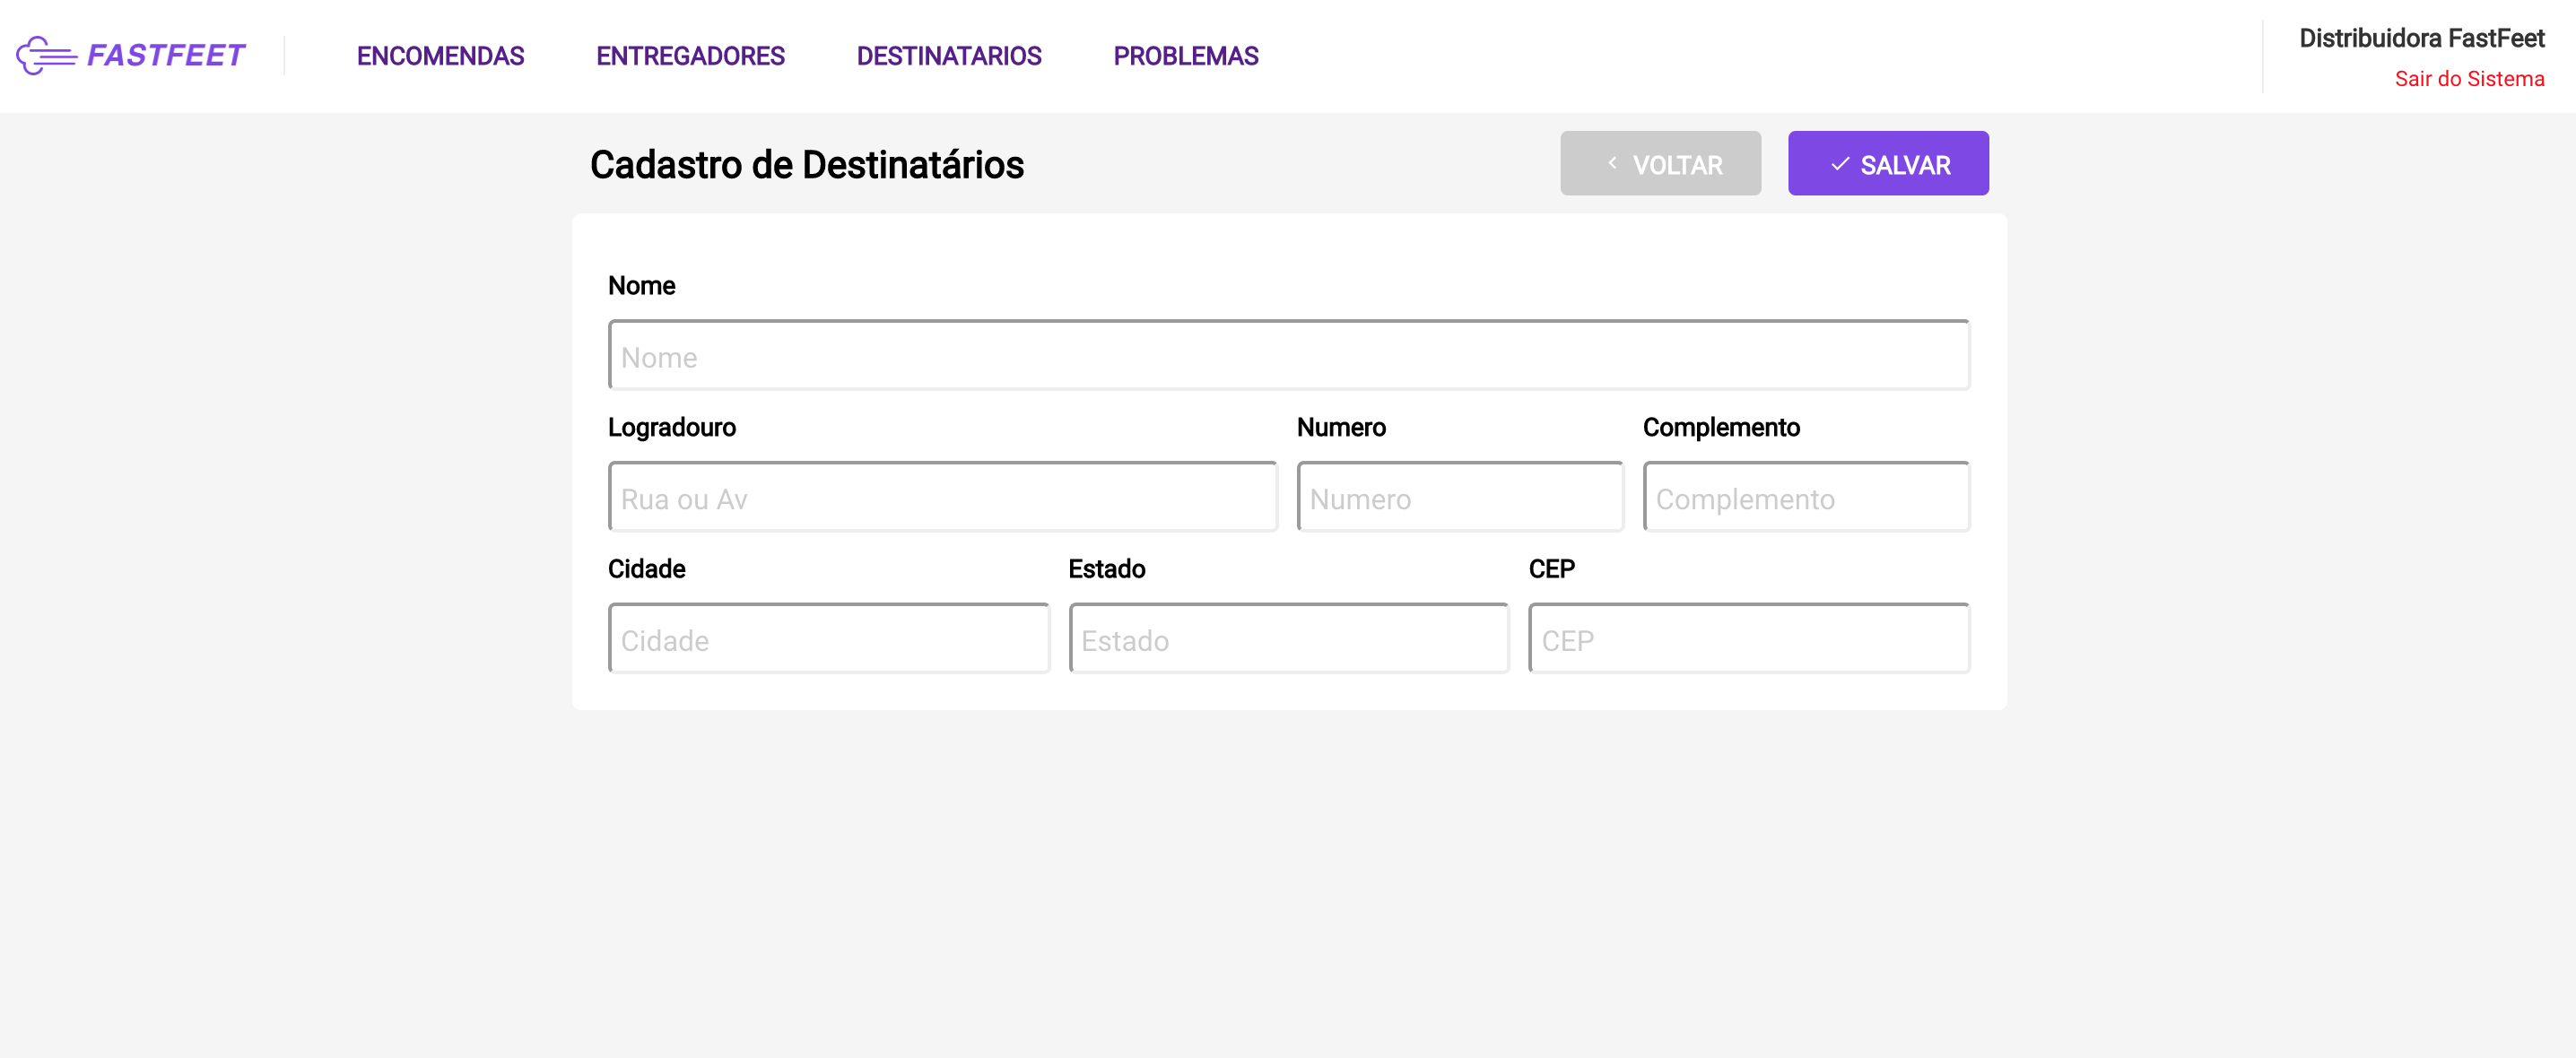 FASTFEET ENCOMENDAS ENTREGADORES DESTINATARIOS PROBLEMAS Distribuidora FastFeet
Sair do Sistema
Cadastro de Destinatários VOLTAR SALVAR
Nome
Nome
Logradouro Numero Complemento
Rua ou Av Numero Complemento
Cidade Estado CEP
Cidade Estado CEP